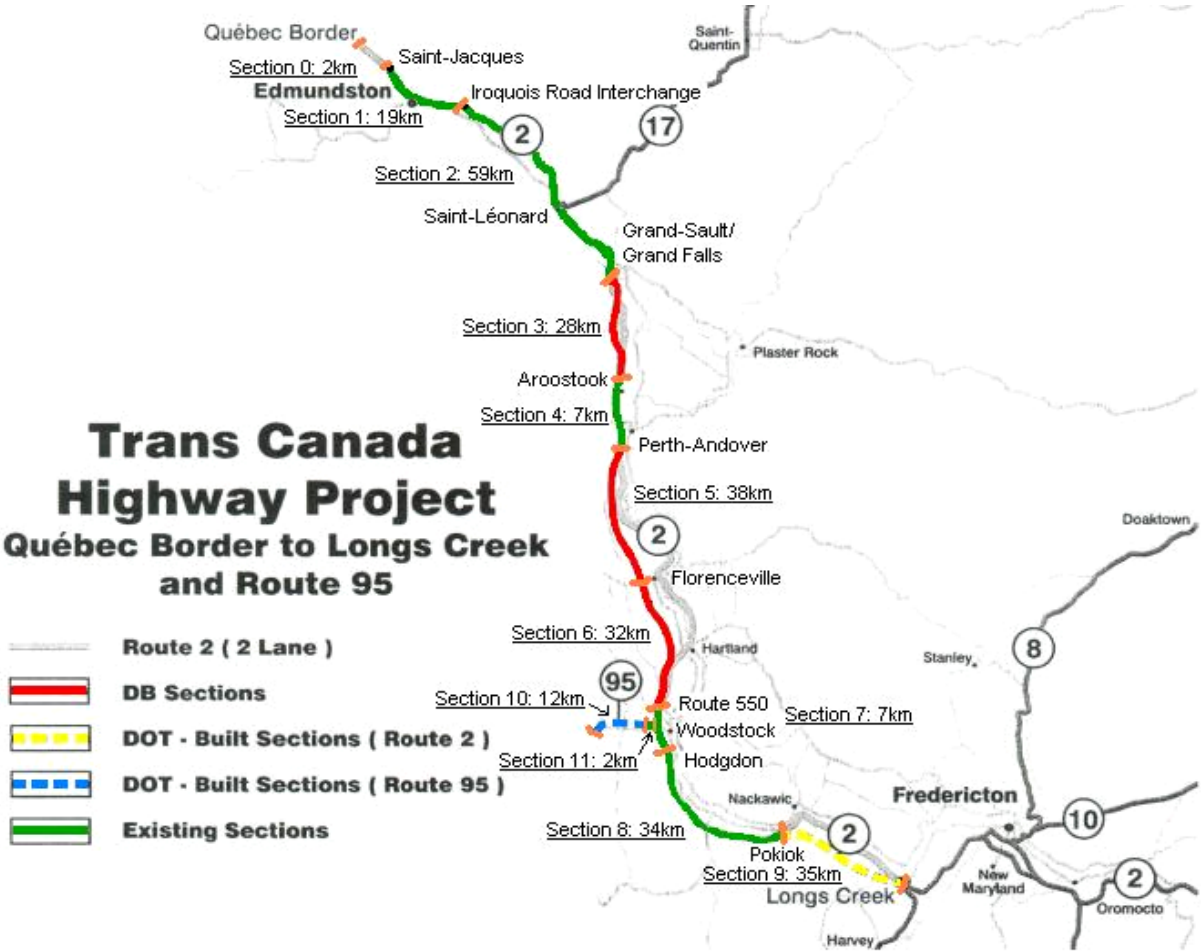 Québec Border
Saint-Jacques
Section 0: 2km
Edmundston
Section 1: 19km
Iroquois Road Interchange
2
Section 2: 59km
Saint-
Quentin
17
Saint-Léonard
Grand-Sault/
Grand Falls
Section 3: 28km
Plaster Rock
Aroostook
Section 4: 7km
Perth-Andover
Section 5: 38km
2
Doaktown
Florenceville
Section 6: 32km
Hartland
Stanley
8
Section 10: 12km
95
Route 550
Section 7: 7km
Woodstock
Section 11: 2km
Hodgdon
Nackawic
Fredericton
10
2
Section 8: 34km
Pokiok
Section 9: 35km
Longs Creek
New
Maryland
2
Oromocto
Harvey
Trans Canada
Highway Project
Québec Border to Longs Creek
and Route 95
Route 2 ( 2 Lane )
DB Sections
DOT - Built Sections ( Route 2 )
DOT - Built Sections ( Route 95 )
Existing Sections